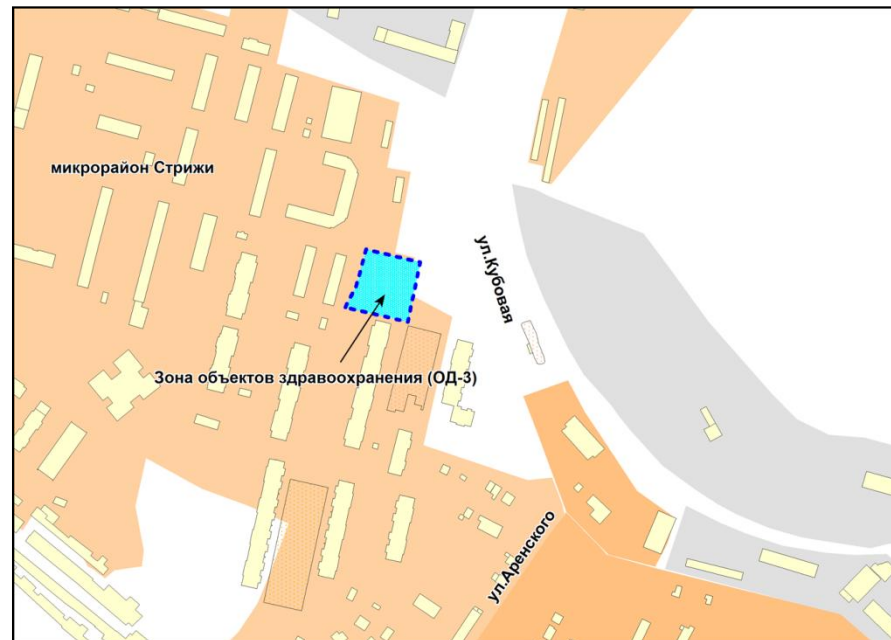 микрорайон Стрижи
ул.Кубовая
Зона объектов здравоохранения (ОД-3)
ул.Аренского